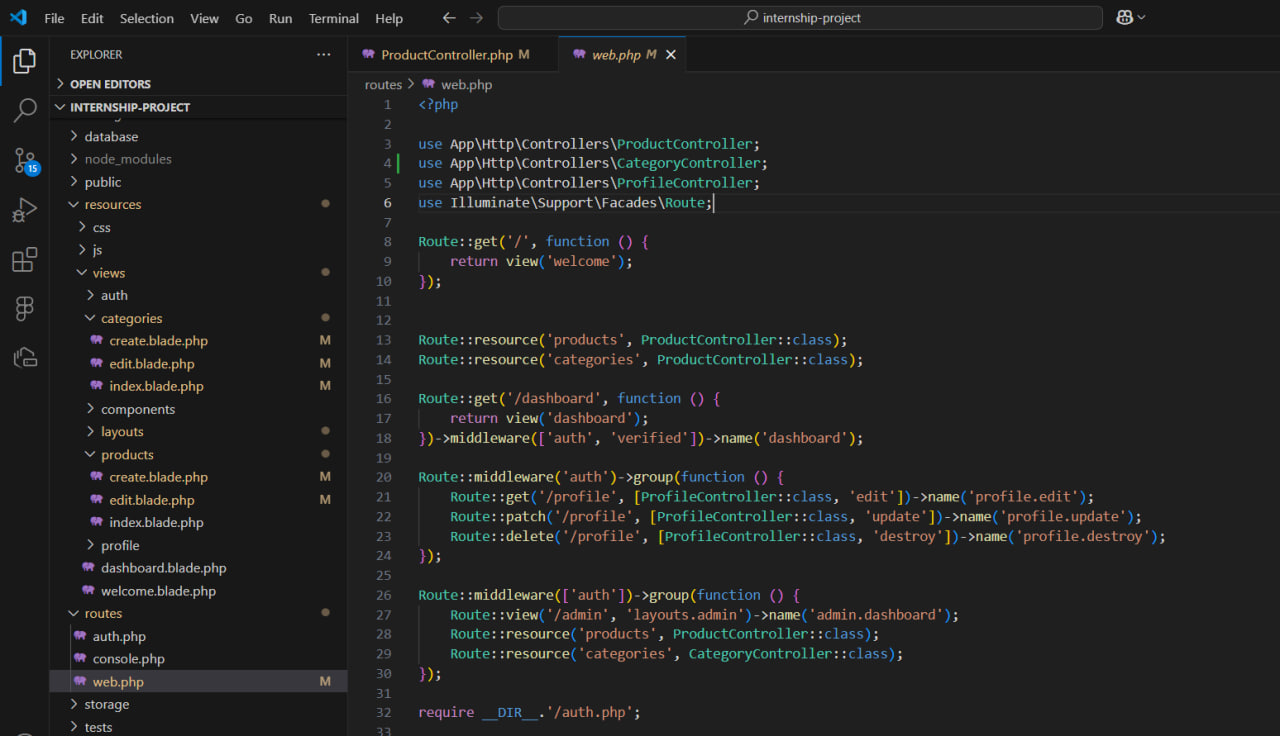 File Edit Selection View Go Run Terminal Help
internship-project
EXPLORER
OPEN EDITORS
INTERNSHIP-PROJECT
database
node_modules
public
resources
css
js
views
auth
categories
create.blade.php M
edit.blade.php M
index.blade.php M
components
layouts
products
create.blade.php M
edit.blade.php M
index.blade.php
profile
dashboard.blade.php
welcome.blade.php
routes
auth.php
console.php
web.php M
storage
tests
15
ProductController.php M
web.php M
routes > web.php
1 <?php
2
3 use App\Http\Controllers\ProductController;
4 use App\Http\Controllers\CategoryController;
5 use App\Http\Controllers\ProfileController;
6 use Illuminate\Support\Facades\Route;
7
8 Route::get('/', function () {
9     return view('welcome');
10 });
11
12
13 Route::resource('products', ProductController::class);
14 Route::resource('categories', ProductController::class);
15
16 Route::get('/dashboard', function () {
17     return view('dashboard');
18 })->middleware(['auth', 'verified'])->name('dashboard');
19
20 Route::middleware('auth')->group(function () {
21     Route::get('/profile', [ProfileController::class, 'edit'])->name('profile.edit');
22     Route::patch('/profile', [ProfileController::class, 'update'])->name('profile.update');
23     Route::delete('/profile', [ProfileController::class, 'destroy'])->name('profile.destroy');
24 });
25
26 Route::middleware(['auth'])->group(function () {
27     Route::view('/admin', 'layouts.admin')->name('admin.dashboard');
28     Route::resource('products', ProductController::class);
29     Route::resource('categories', CategoryController::class);
30 });
31
32 require __DIR__.'/auth.php';
33